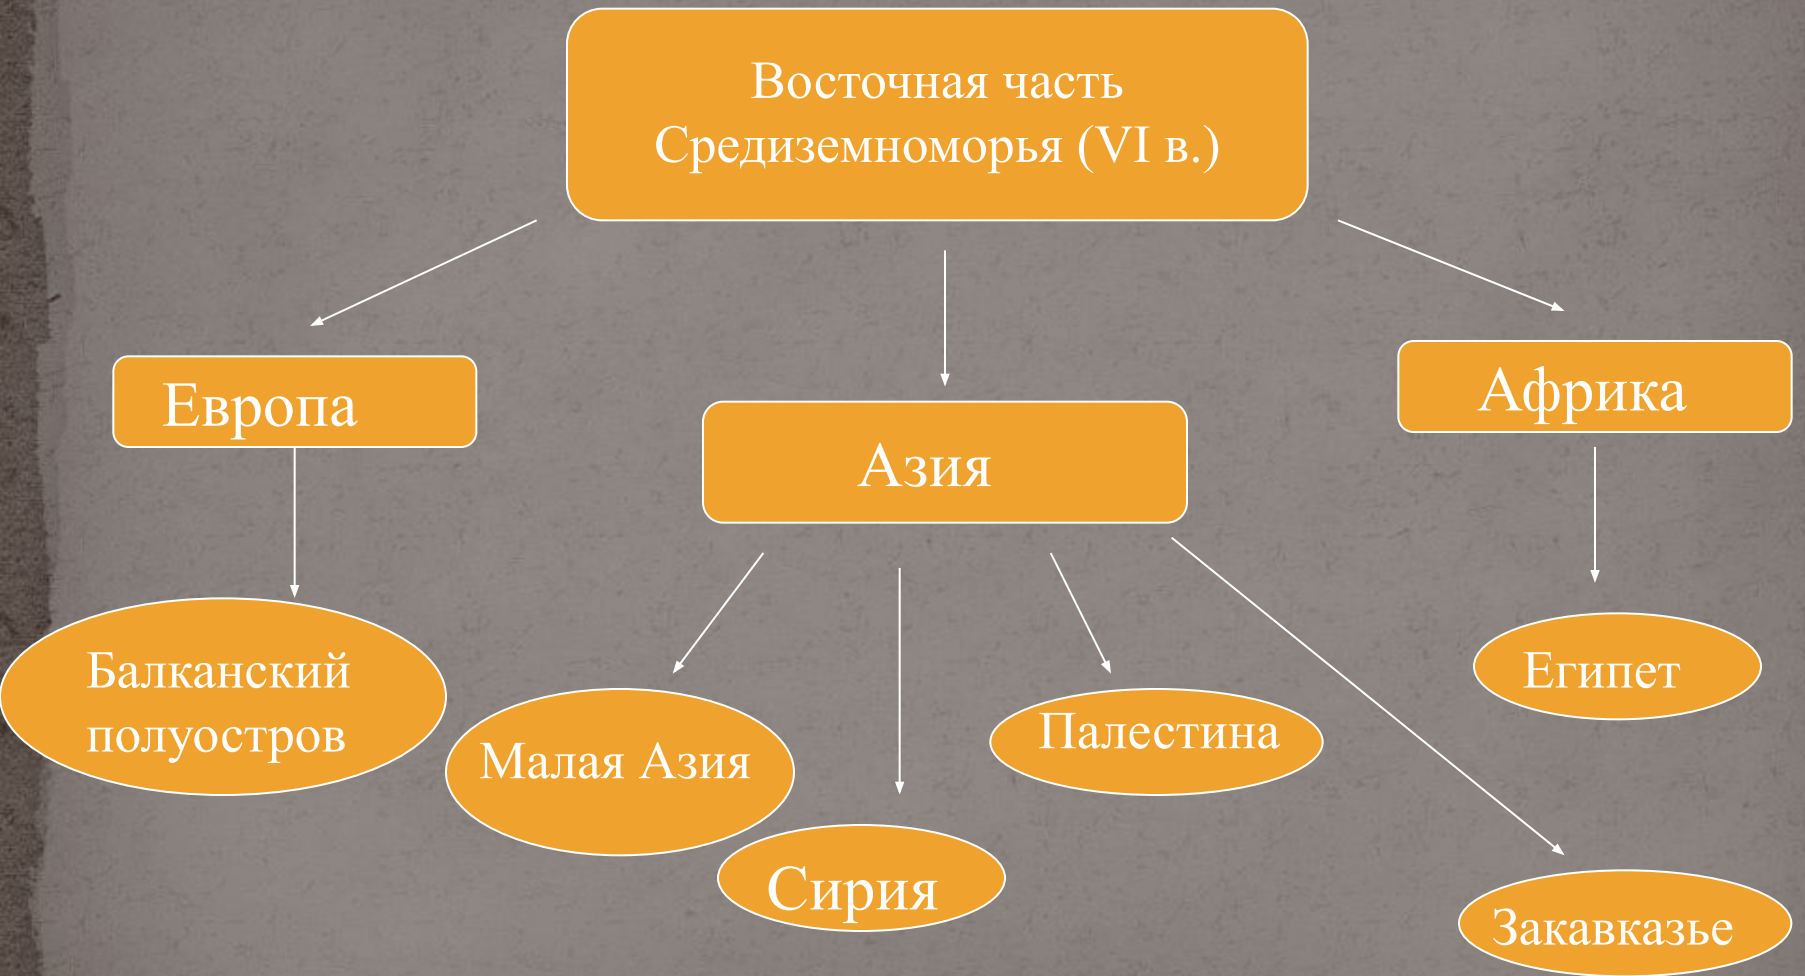 Восточная часть
Средиземноморья (VI в.)
Европа
Азия
Африка
Балканский
полуостров
Малая Азия
Сирия
Палестина
Закавказье
Египет